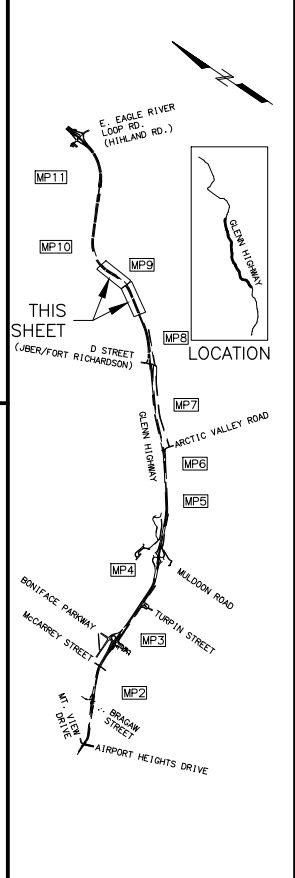 N
E. EAGLE RIVER
LOOP RD.
(HIHLAND RD.)
MP11
GLENN HIGHWAY
LOCATION
MP10
MP9
THIS
SHEET
MP8
D STREET
(JBER/FORT RICHARDSON)
MP7
GLENN HIGHWAY
ARCTIC VALLEY ROAD
MP6
MP5
MP4
MULDOON ROAD
TURPIN STREET
BONIFACE PARKWAY
MP3
McCARREY STREET
MP2
BRAGAW
STREET
MT. VIEW
DRIVE
AIRPORT HEIGHTS DRIVE